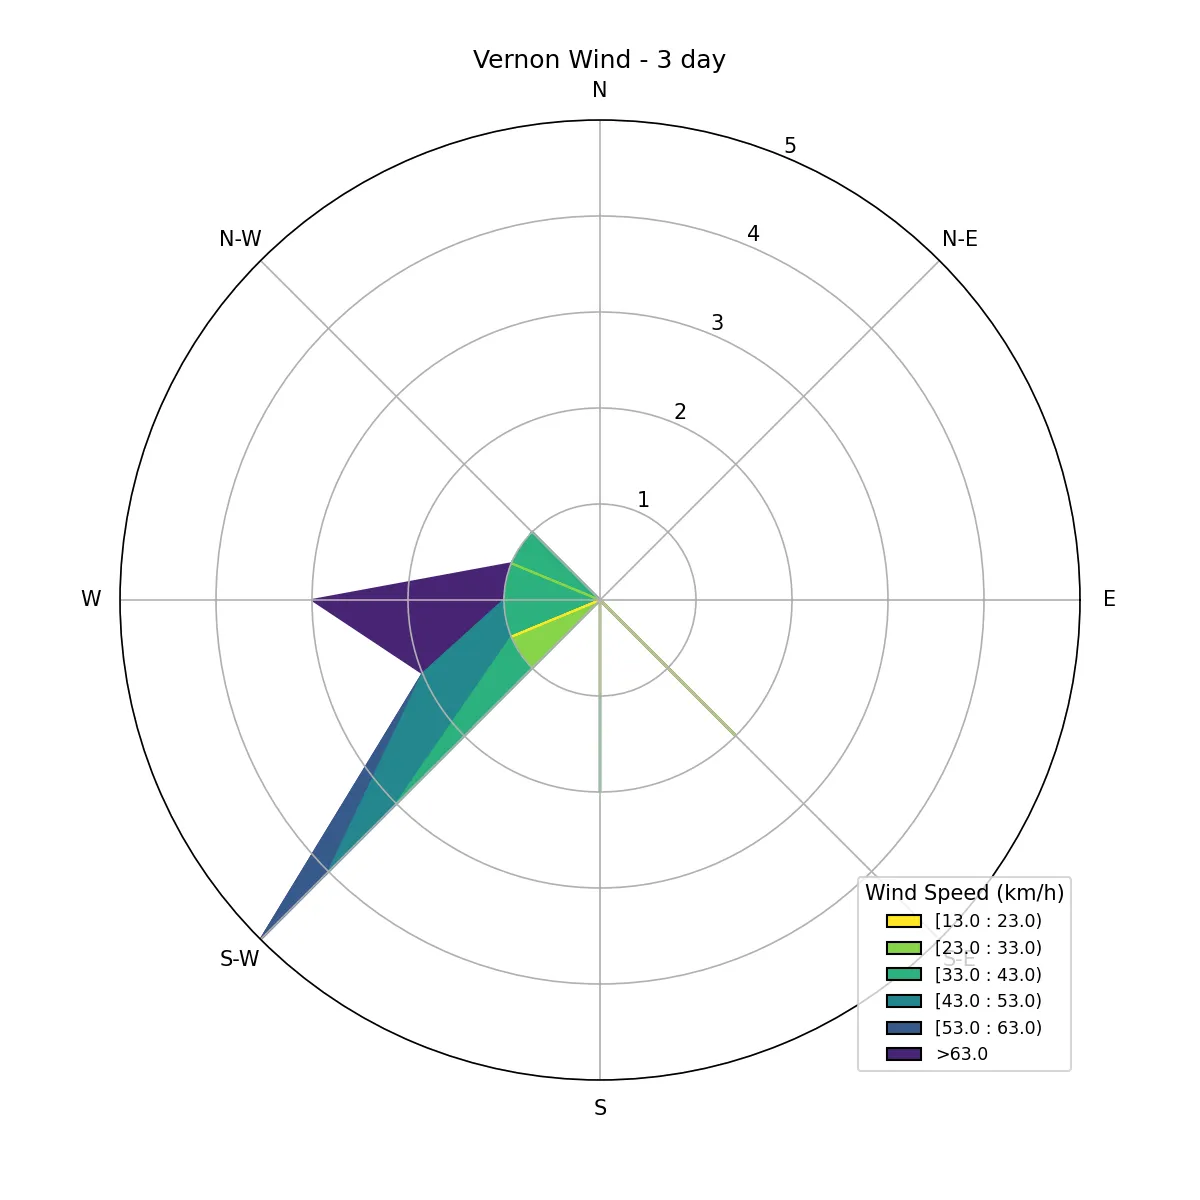 Vernon Wind - 3 day
N
5
N-W
4
N-E
3
2
1
W
E
S-W
S-E
S
Wind Speed (km/h)
[13.0 : 23.0)
[23.0 : 33.0)
[33.0 : 43.0)
[43.0 : 53.0)
[53.0 : 63.0)
>63.0